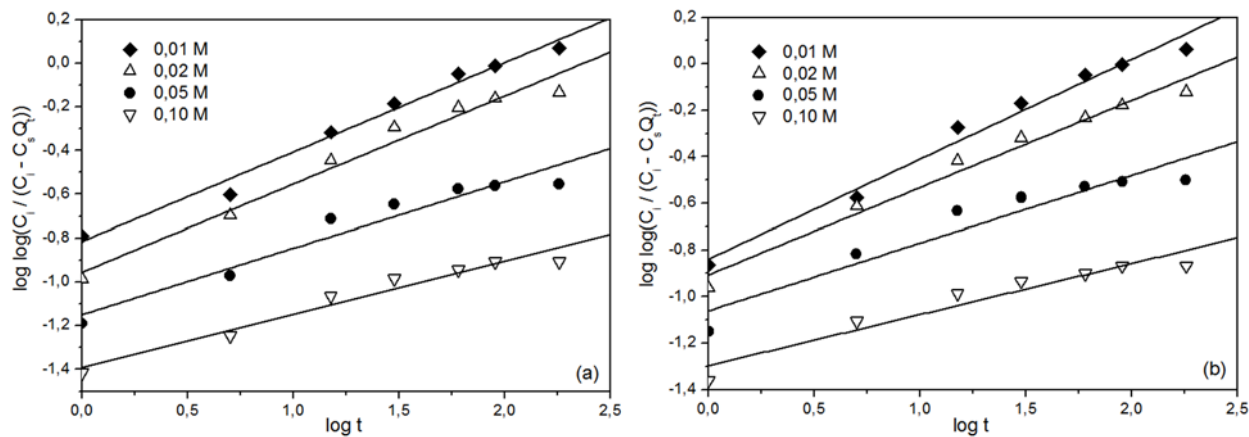 0,2
0,0
-0,2
-0,4
-0,6
-0,8
-1,0
-1,2
-1,4
log log(C_i / (C_i - C_s Q_t))
0,01 M
0,02 M
0,05 M
0,10 M
(a)
0,0 0,5 1,0 1,5 2,0 2,5
log t
0,2
0,0
-0,2
-0,4
-0,6
-0,8
-1,0
-1,2
-1,4
log log(C_i / (C_i - C_s Q_t))
0,01 M
0,02 M
0,05 M
0,10 M
(b)
0,0 0,5 1,0 1,5 2,0 2,5
log t